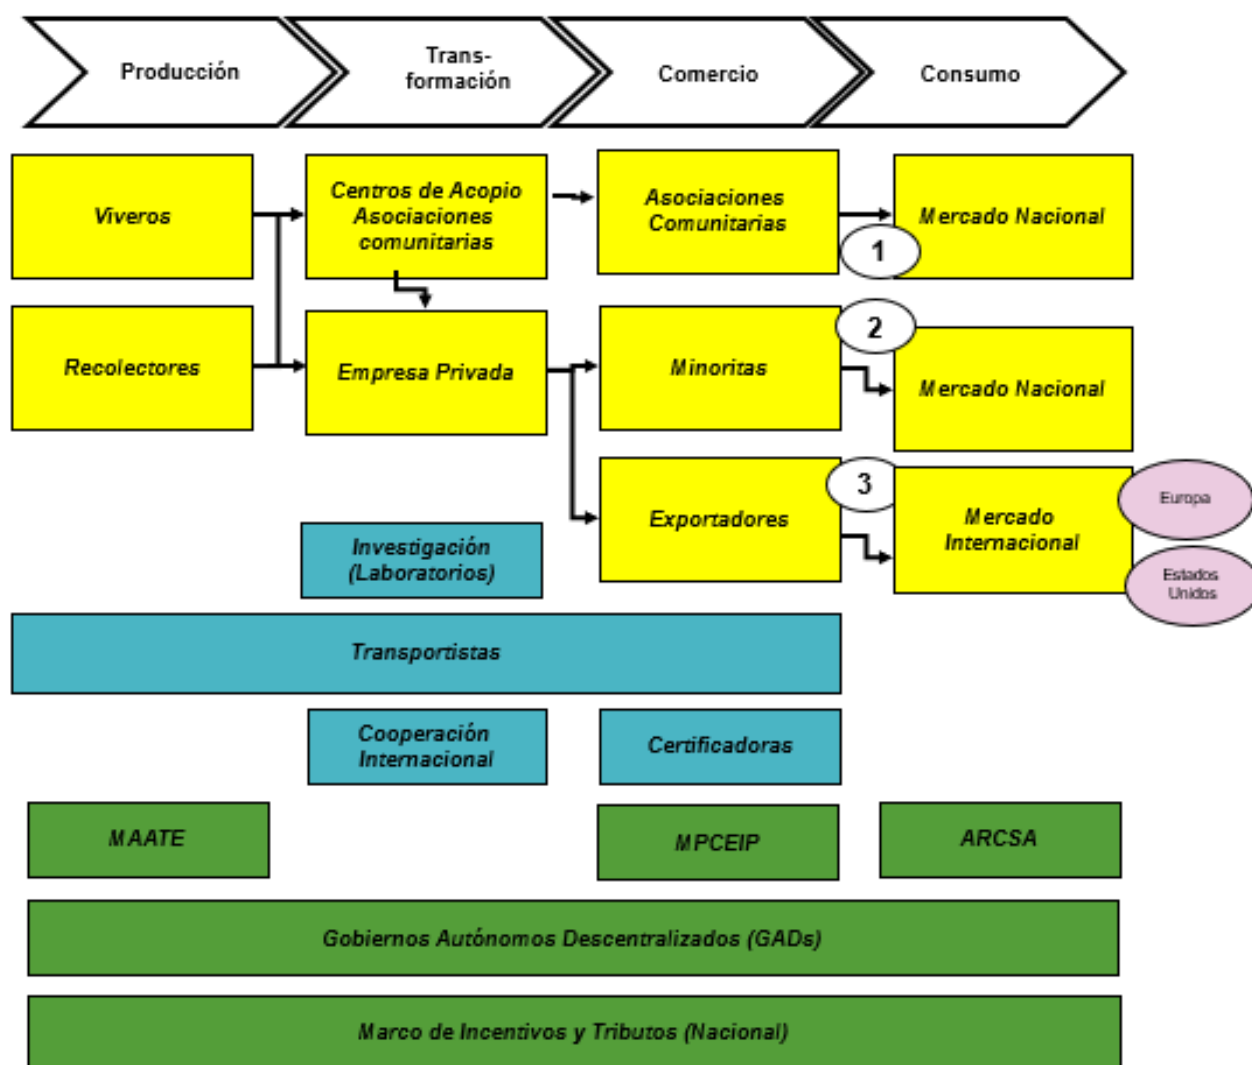 Producción
Trans-
formación
Comercio
Consumo
Viveros
Centros de Acopio
Asociaciones
comunitarias
Asociaciones
Comunitarias
Mercado Nacional
1
Recolectores
Empresa Privada
Minoritas
2
Mercado Nacional
Exportadores
3
Mercado
Internacional
Europa
Estados
Unidos
Investigación
(Laboratorios)
Transportistas
Cooperación
Internacional
Certificadoras
MAATE
MPCEIP
ARCSA
Gobiernos Autónomos Descentralizados (GADs)
Marco de Incentivos y Tributos (Nacional)